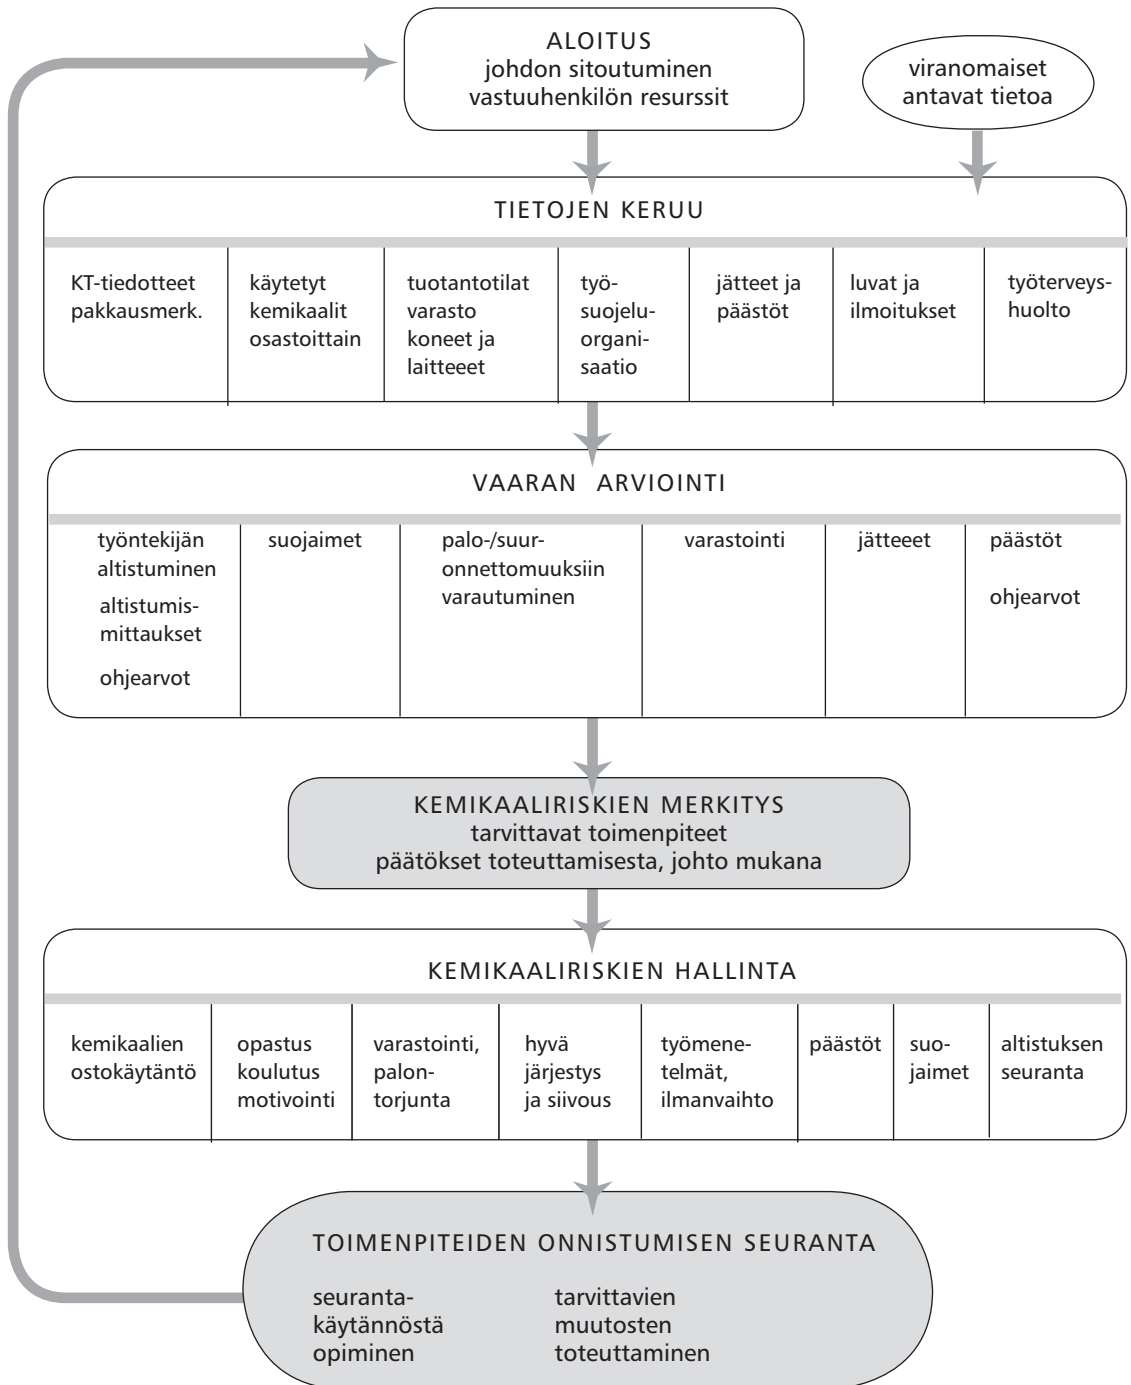 ALOITUS
johdon sitoutuminen
vastuuhenkilön resurssit
viranomaiset
antavat tietoa
TIETOJEN KERUU
KT-tiedotteet
pakkausmerk.
käytetyt
kemikaalit
osastoittain
tuotantotilat
varasto
koneet ja
laitteeet
työ-
suojelu-
organi-
saatio
jätteet ja
päästöt
luvat ja
ilmoitukset
työterveys-
huolto
VAARAN ARVIOINTI
työntekijän
altistuminen
altistumis-
mittaukset
ohjearvot
suojaimet
palo-/suur-
onnettomuuksiin
varautuminen
varastointi
jätteeet
päästöt
ohjearvot
KEMIKAALIRISKIEN MERKITYS
tarvittavat toimenpiteet
päätökset toteuttamisesta, johto mukana
KEMIKAALIRISKIEN HALLINTA
kemikaalien
ostokäytäntö
opastus
koulutus
motivointi
varastointi,
palon-
torjunta
hyvä
järjestys
ja siivous
työmene-
telmät,
ilmanvaihto
päästöt
suo-
jaimet
altistuksen
seuranta
TOIMENPITEIDEN ONNISTUMISEN SEURANTA
seuranta-
käytännöstä
opiminen
tarvittavien
muutosten
toteuttaminen